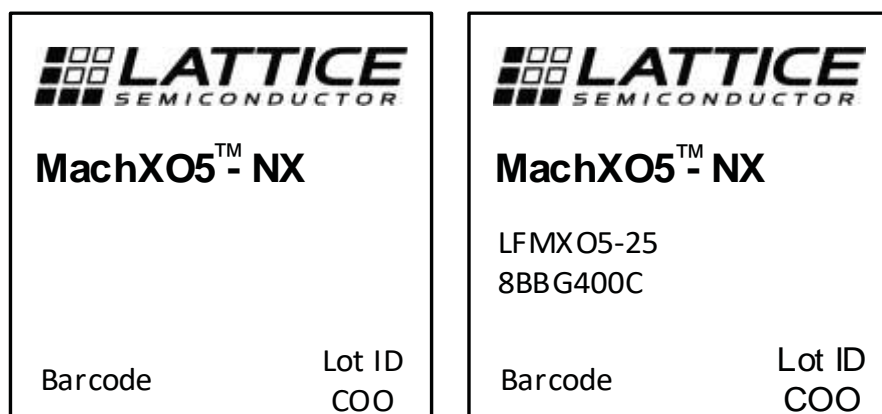 LATTICE
SEMICONDUCTOR
MachXO5™- NX
Barcode
Lot ID
COO
LATTICE
SEMICONDUCTOR
MachXO5™- NX
LFMXO5-25
8BBG400C
Barcode
Lot ID
COO